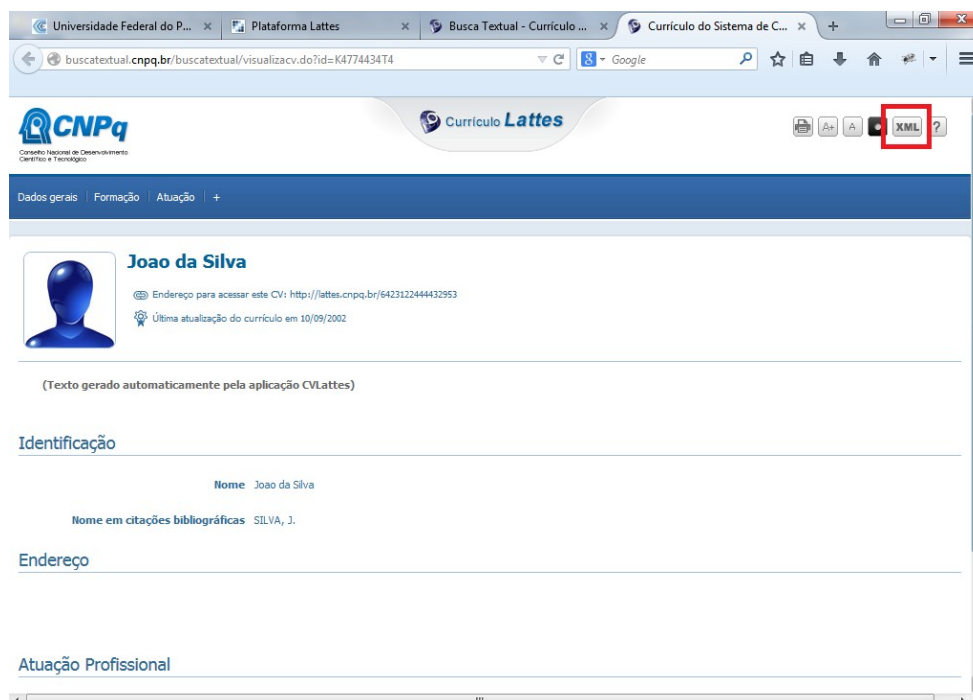 Universidade Federal do P... ×
Plataforma Lattes ×
Busca Textual - Currículo ... ×
Currículo do Sistema de C... × +
buscatextual.cnpq.br/buscatextual/visualizacv.do?id=K4774434T4
Google
CNPq
Conselho Nacional de Desenvolvimento
Científico e Tecnológico
Currículo Lattes
A+ A XML ?
Dados gerais Formação Atuação +
Joao da Silva
Endereço para acessar este CV: http://lattes.cnpq.br/6423122444432953
Última atualização do currículo em 10/09/2002
(Texto gerado automaticamente pela aplicação CVLattes)
Identificação
Nome Joao da Silva
Nome em citações bibliográficas SILVA, J.
Endereço
Atuação Profissional